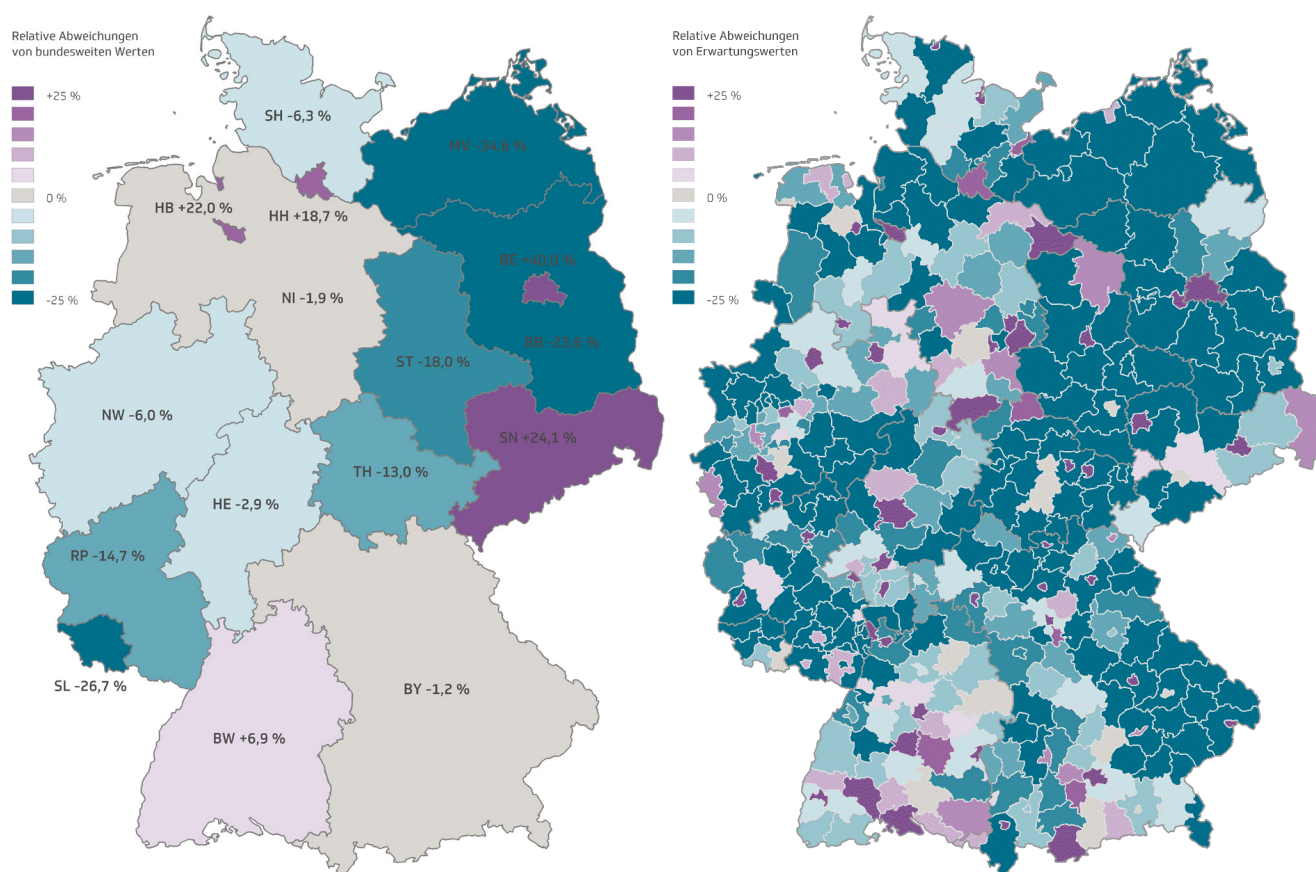 Relative Abweichungen
von bundesweiten Werten
+25 %
0 %
-25 %
SH -6,3 %
MV -34,6 %
HB +22,0 %
HH +18,7 %
BE +40,0 %
NI -1,9 %
BB -23,6 %
ST -18,0 %
NW -6,0 %
SN +24,1 %
TH -13,0 %
HE -2,9 %
RP -14,7 %
SL -26,7 %
BY -1,2 %
BW +6,9 %
Relative Abweichungen
von Erwartungswerten
+25 %
0 %
-25 %